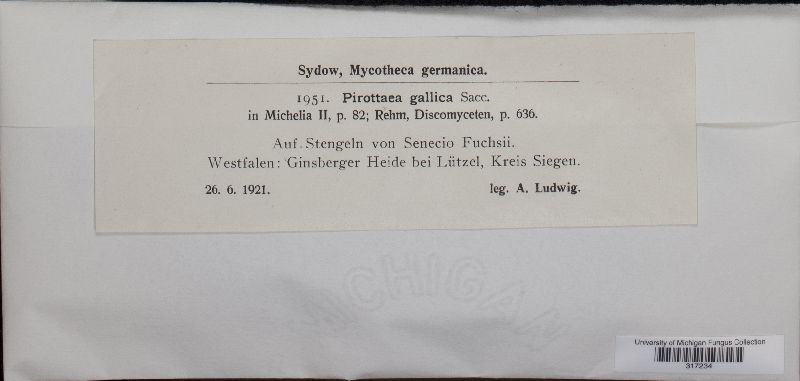 Sydow, Mycotheca germanica.
1951. Pirottaea gallica Sacc.
in Michelia II, p. 82; Rehm, Discomyceten, p. 636.
Auf Stengeln von Senecio Fuchsii.
Westfalen: Ginsberger Heide bei Lützel, Kreis Siegen.
26. 6. 1921. leg. A. Ludwig.
MICHIGAN
University of Michigan Fungus Collection
317234